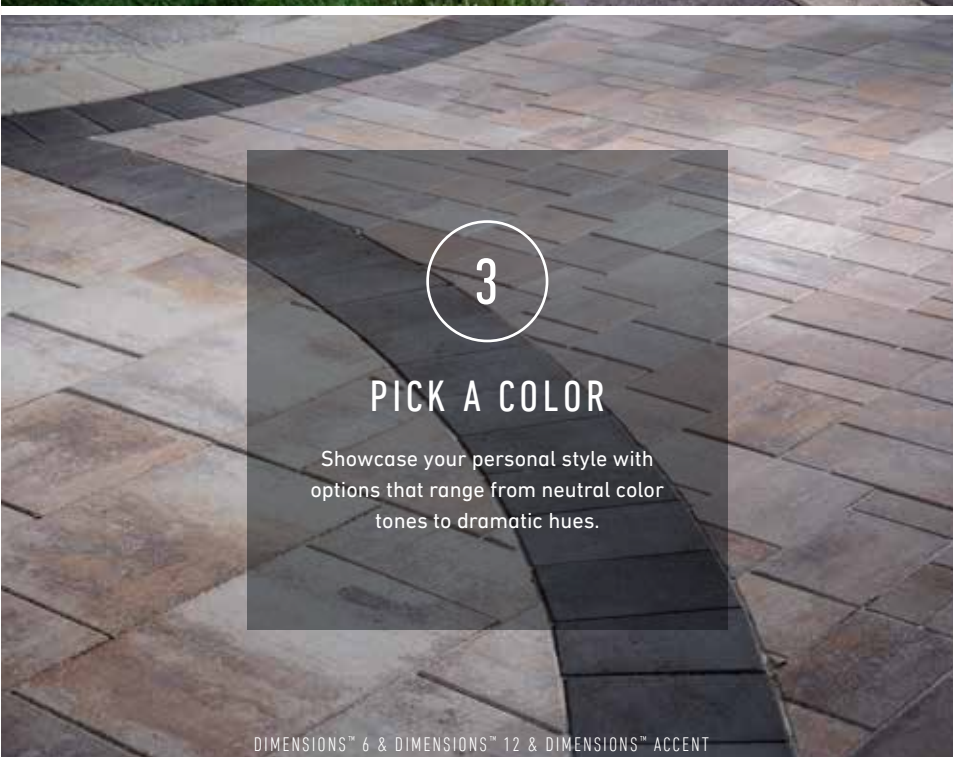 3
PICK A COLOR
Showcase your personal style with
options that range from neutral color
tones to dramatic hues.
DIMENSIONS™ 6 & DIMENSIONS™ 12 & DIMENSIONS™ ACCENT